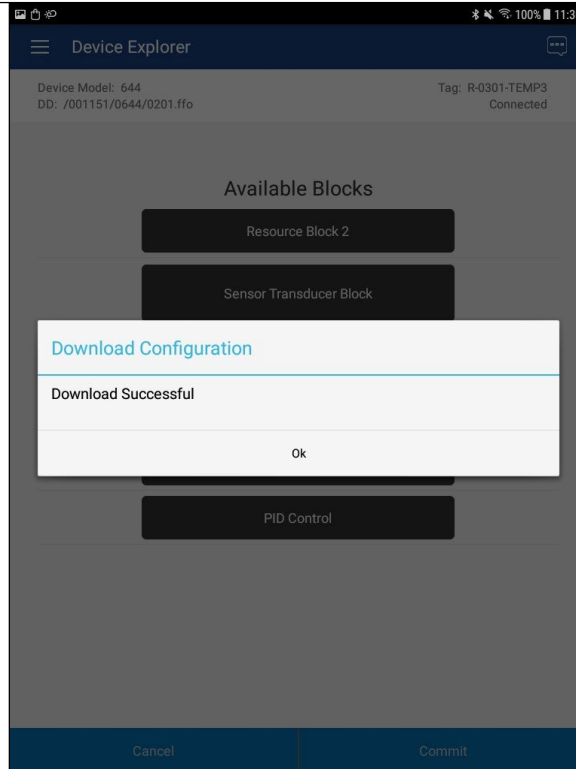 100% 11:3
Device Explorer
Device Model: 644
Tag: R-0301-TEMP3
DD: /001151/0644/0201.ffo
Connected
Available Blocks
Resource Block 2
Sensor Transducer Block
Download Configuration
Download Successful
Ok
PID Control
Cancel
Commit